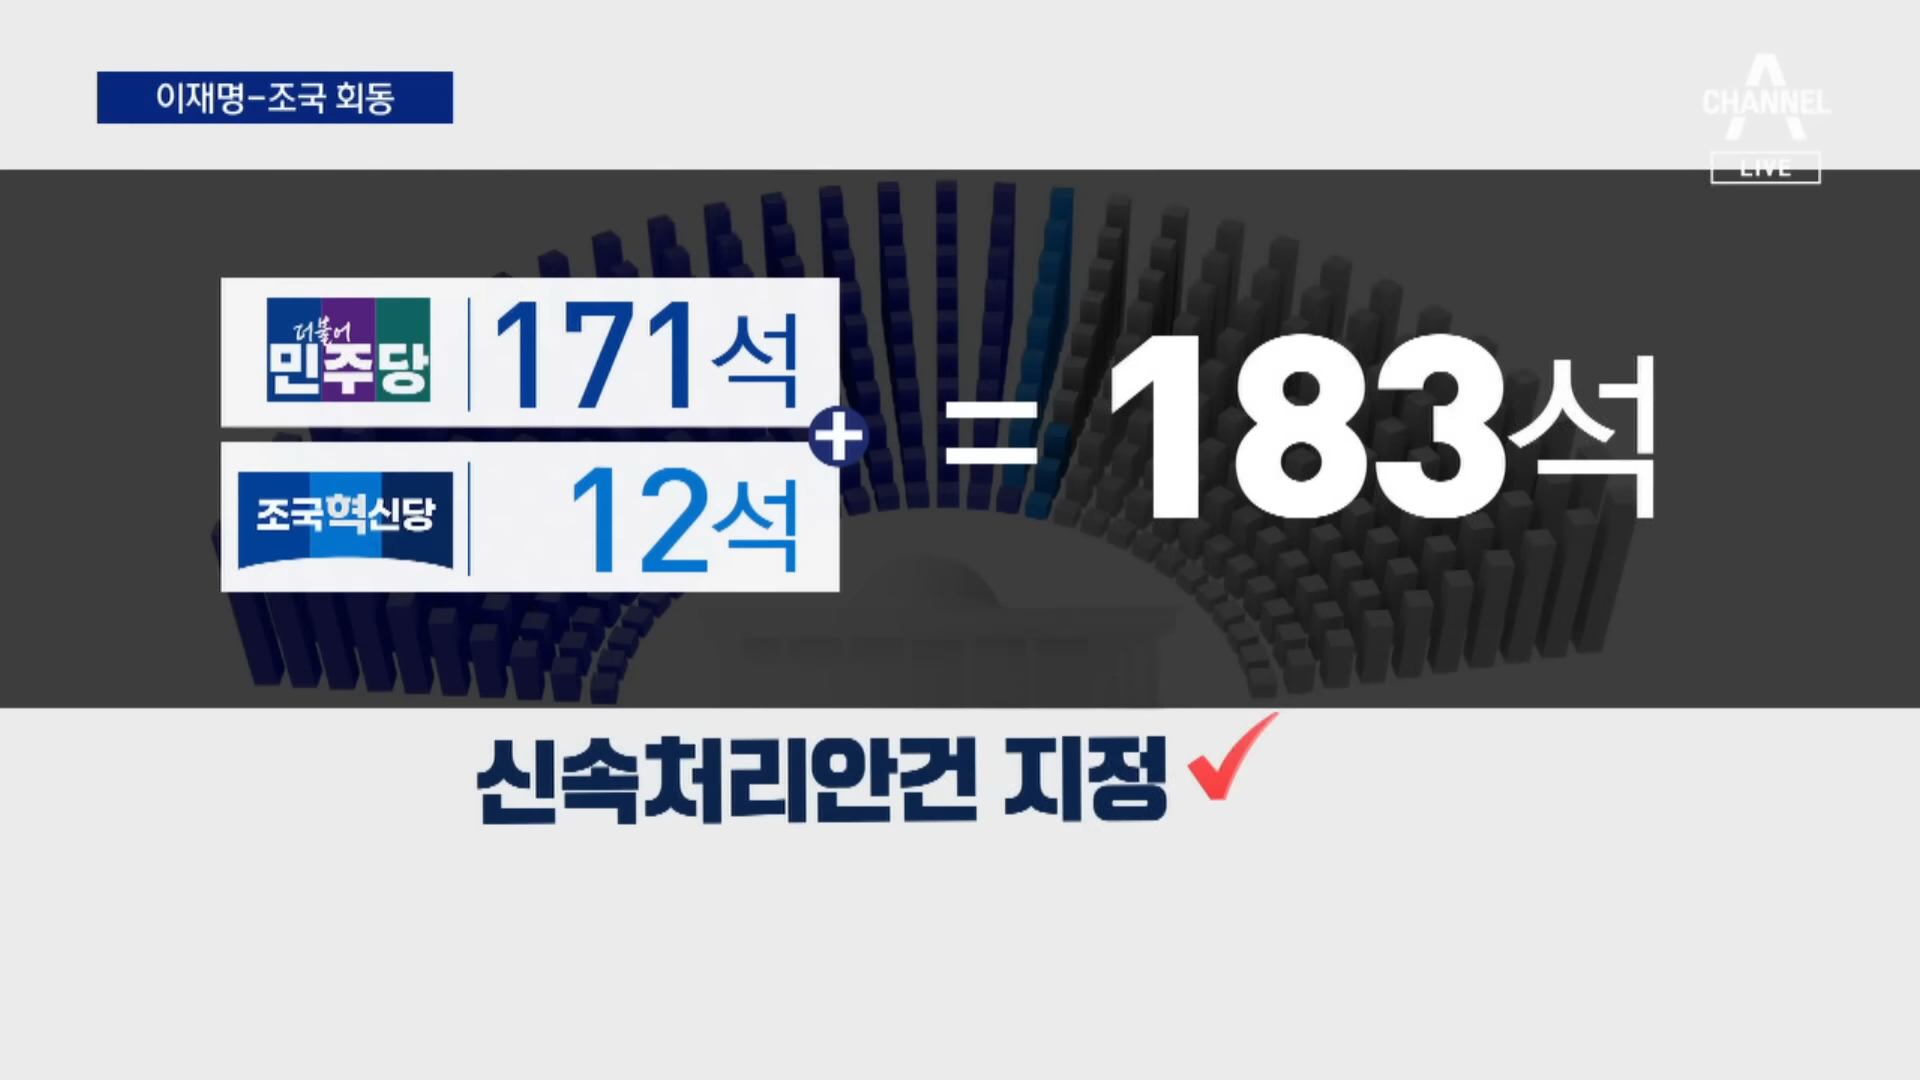 이재명-조국 회동
CHANNEL A
LIVE
더불어
민주당
171석
+
조국혁신당
12석
= 183석
신속처리안건 지정 ✓